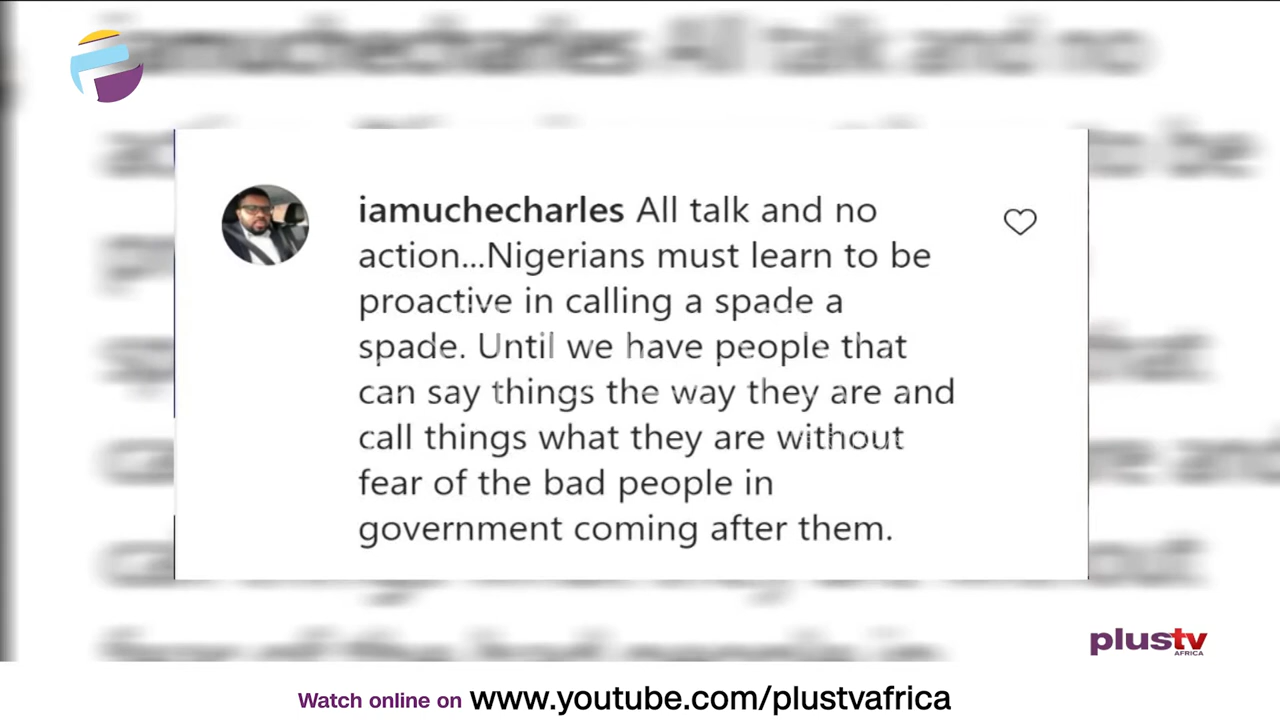 iamuchecharles All talk and no
action...Nigerians must learn to be
proactive in calling a spade a
spade. Until we have people that
can say things the way they are and
call things what they are without
fear of the bad people in
government coming after them.
plustv
AFRICA
Watch online on www.youtube.com/plustvafrica